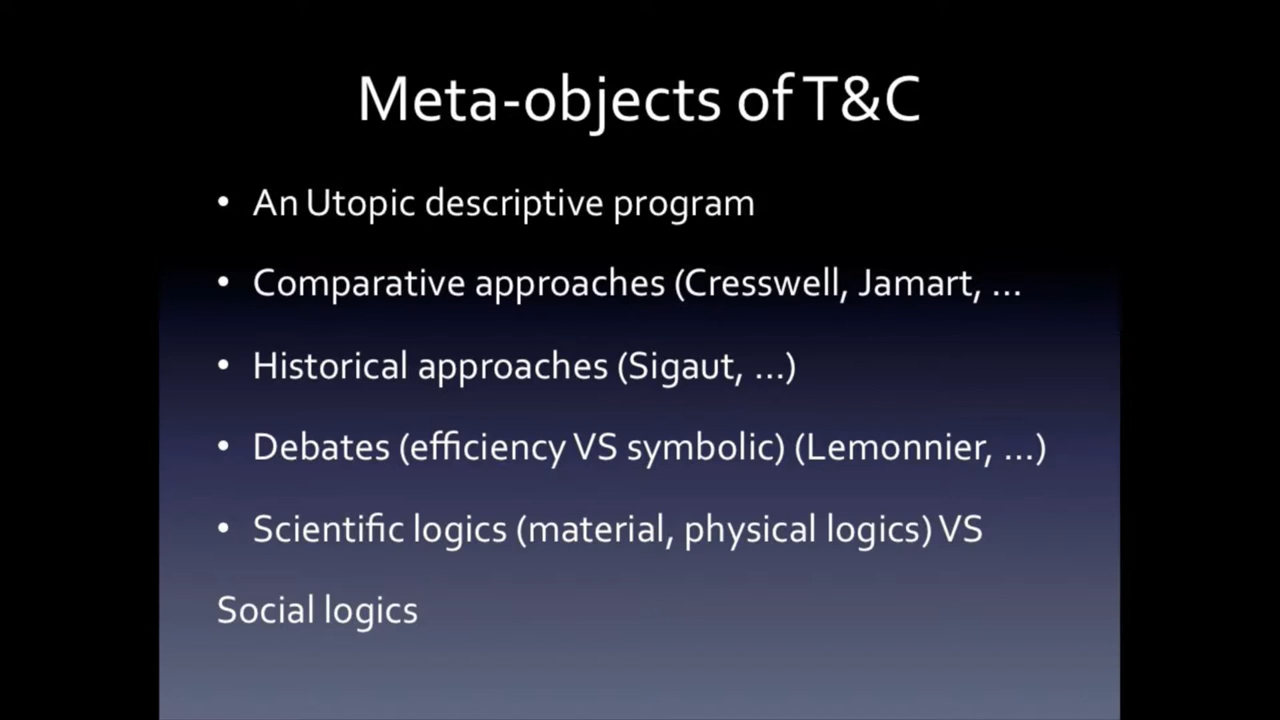 Meta-objects of T&C
• An Utopic descriptive program
• Comparative approaches (Cresswell, Jamart, ...
• Historical approaches (Sigaut, ...)
• Debates (efficiency VS symbolic) (Lemonnier, ...)
• Scientific logics (material, physical logics) VS
Social logics